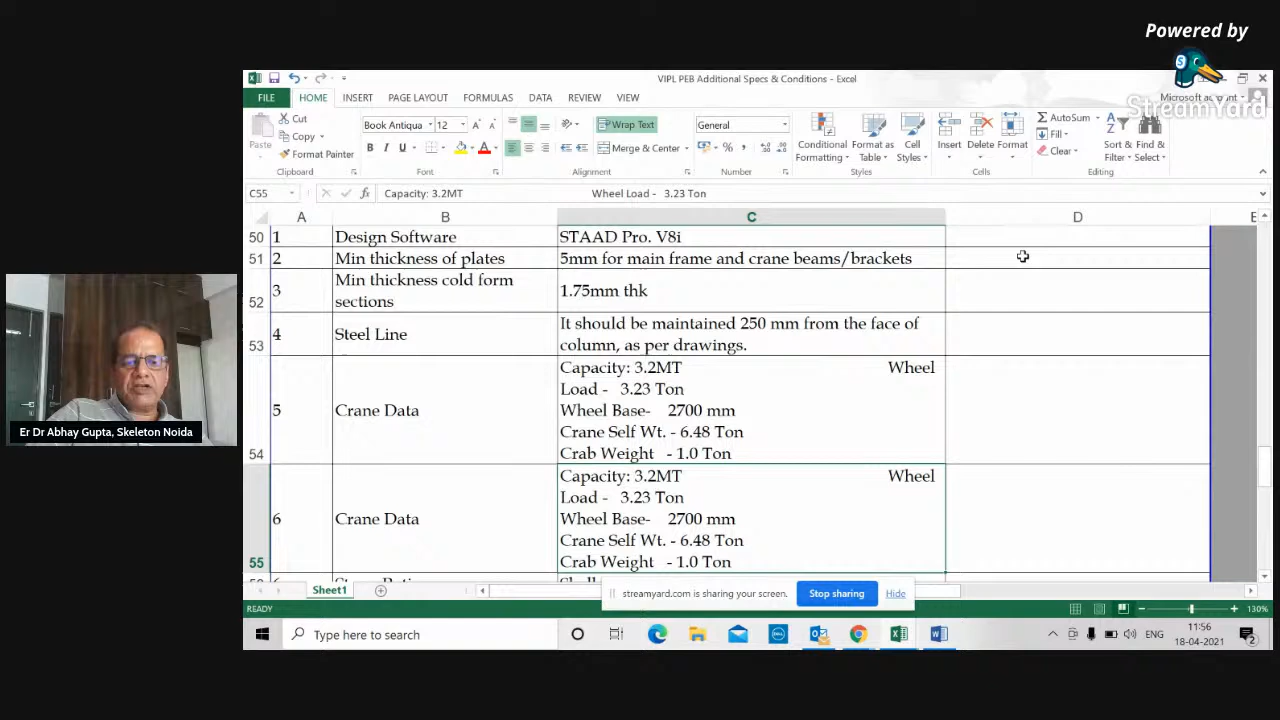 Powered by
StreamYard
VIPL PEB Additional Specs & Conditions - Excel
FILE HOME INSERT PAGE LAYOUT FORMULAS DATA REVIEW VIEW
Microsoft account
Paste
Cut
Copy
Format Painter
Clipboard
Book Antiqua 12
B I U
Font
Wrap Text
Merge & Center
Alignment
General
Number
Conditional Formatting
Format as Table
Cell Styles
Styles
Insert Delete Format
Cells
AutoSum
Fill
Clear
Sort & Filter
Find & Select
Editing
C55 fx Capacity: 3.2MT Wheel Load - 3.23 Ton
A B C D E
50 1 Design Software STAAD Pro. V8i
51 2 Min thickness of plates 5mm for main frame and crane beams/brackets
52 3 Min thickness cold form
sections
1.75mm thk
53 4 Steel Line
It should be maintained 250 mm from the face of
column, as per drawings.
54 5 Crane Data
Capacity: 3.2MT Wheel
Load - 3.23 Ton
Wheel Base- 2700 mm
Crane Self Wt. - 6.48 Ton
Crab Weight - 1.0 Ton
55 6 Crane Data
Capacity: 3.2MT Wheel
Load - 3.23 Ton
Wheel Base- 2700 mm
Crane Self Wt. - 6.48 Ton
Crab Weight - 1.0 Ton
Er Dr Abhay Gupta, Skeleton Noida
Sheet1
streamyard.com is sharing your screen. Stop sharing Hide
READY 130%
Type here to search
ENG
11:56
18-04-2021
2